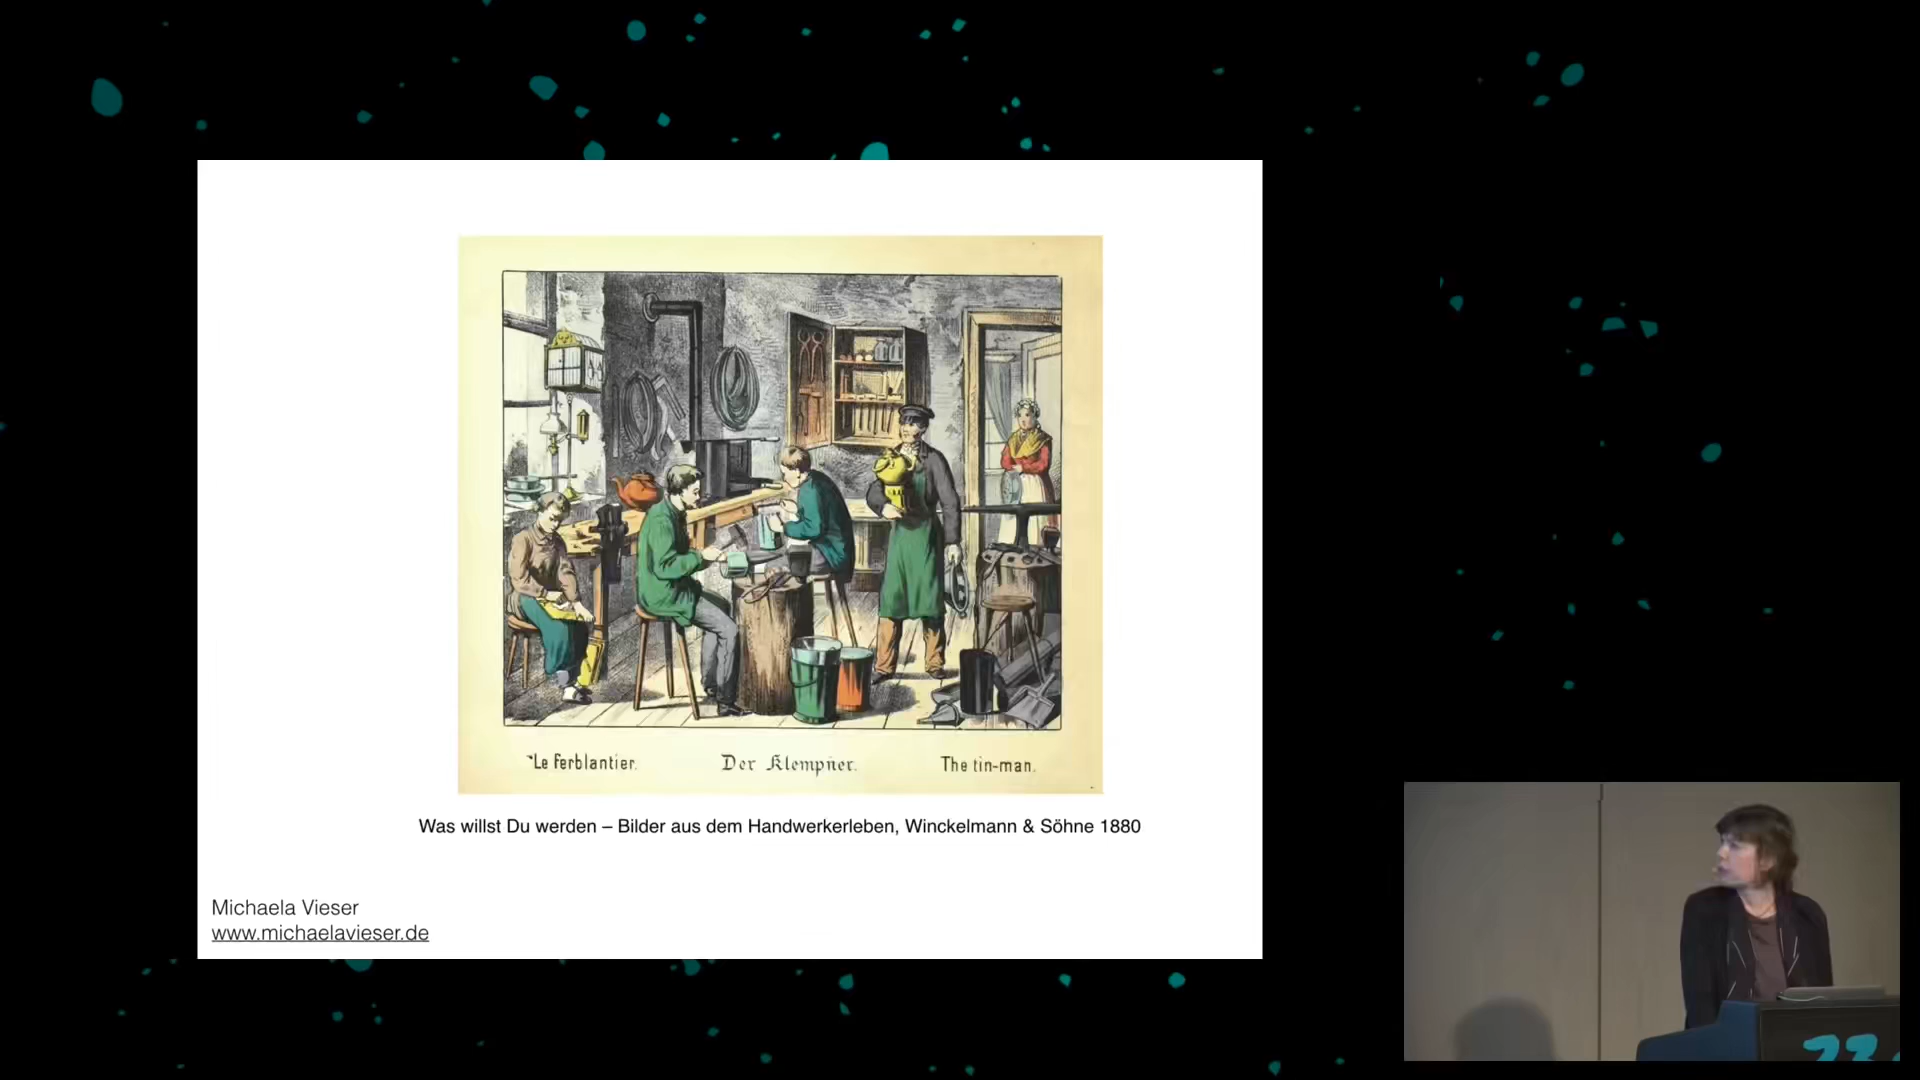 Le ferblantier. Der Klempner. The tin-man.
Was willst Du werden – Bilder aus dem Handwerkerleben, Winckelmann & Söhne 1880
Michaela Vieser
www.michaelavieser.de